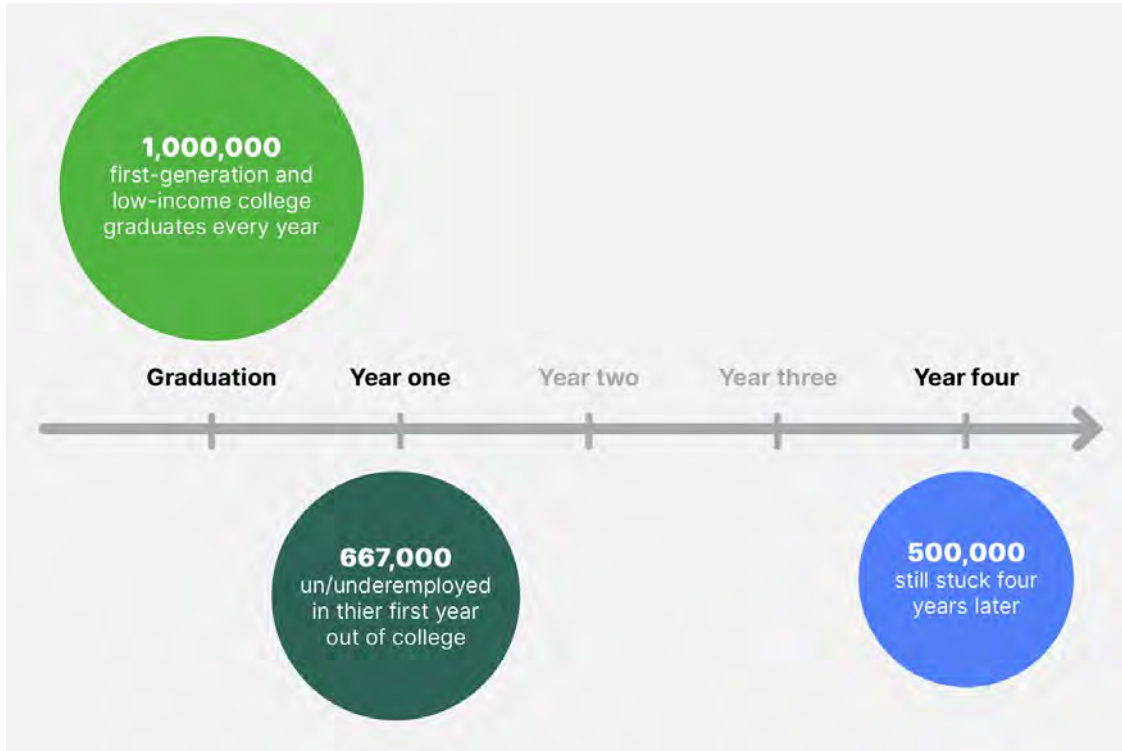 1,000,000
first-generation and
low-income college
graduates every year
Graduation
Year one
Year two
Year three
Year four
667,000
un/underemployed
in thier first year
out of college
500,000
still stuck four
years later